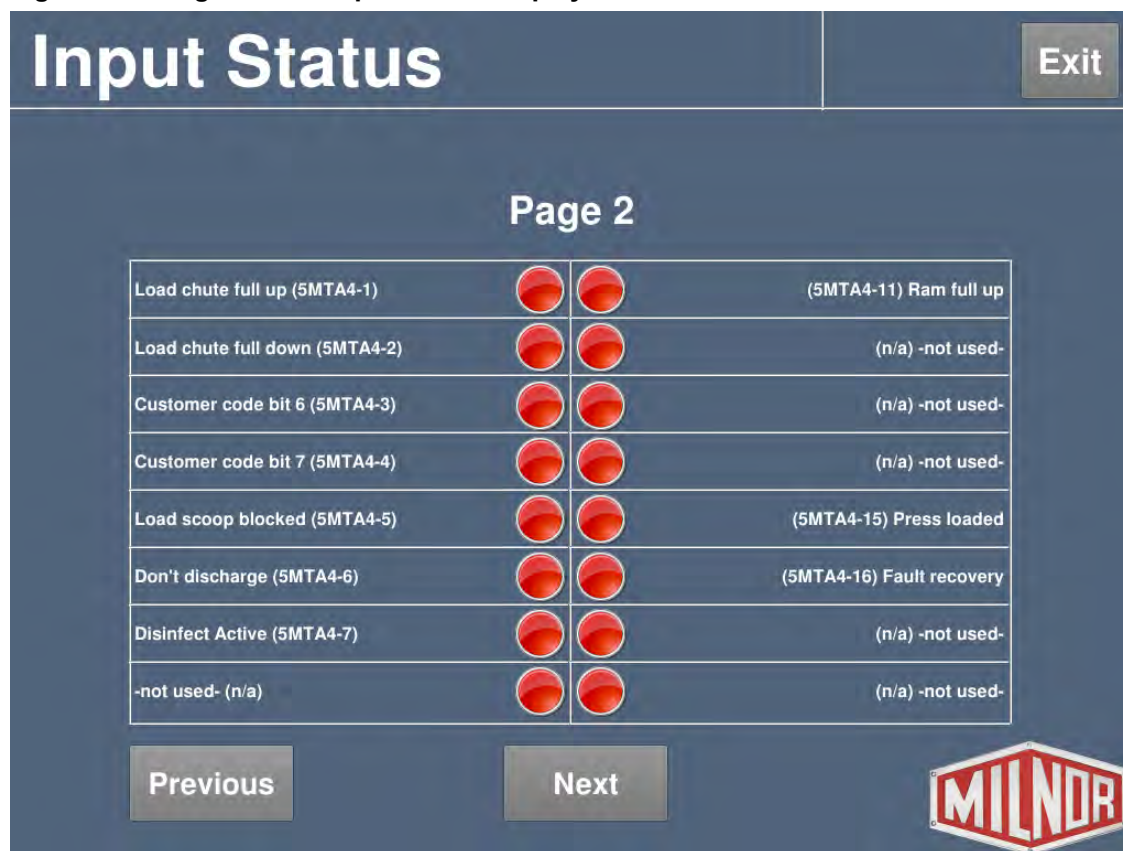 Input Status
Exit
Page 2
Load chute full up (5MTA4-1)
(5MTA4-11) Ram full up
Load chute full down (5MTA4-2)
(n/a) -not used-
Customer code bit 6 (5MTA4-3)
(n/a) -not used-
Customer code bit 7 (5MTA4-4)
(n/a) -not used-
Load scoop blocked (5MTA4-5)
(5MTA4-15) Press loaded
Don't discharge (5MTA4-6)
(5MTA4-16) Fault recovery
Disinfect Active (5MTA4-7)
(n/a) -not used-
-not used- (n/a)
(n/a) -not used-
Previous
Next
MILNOR